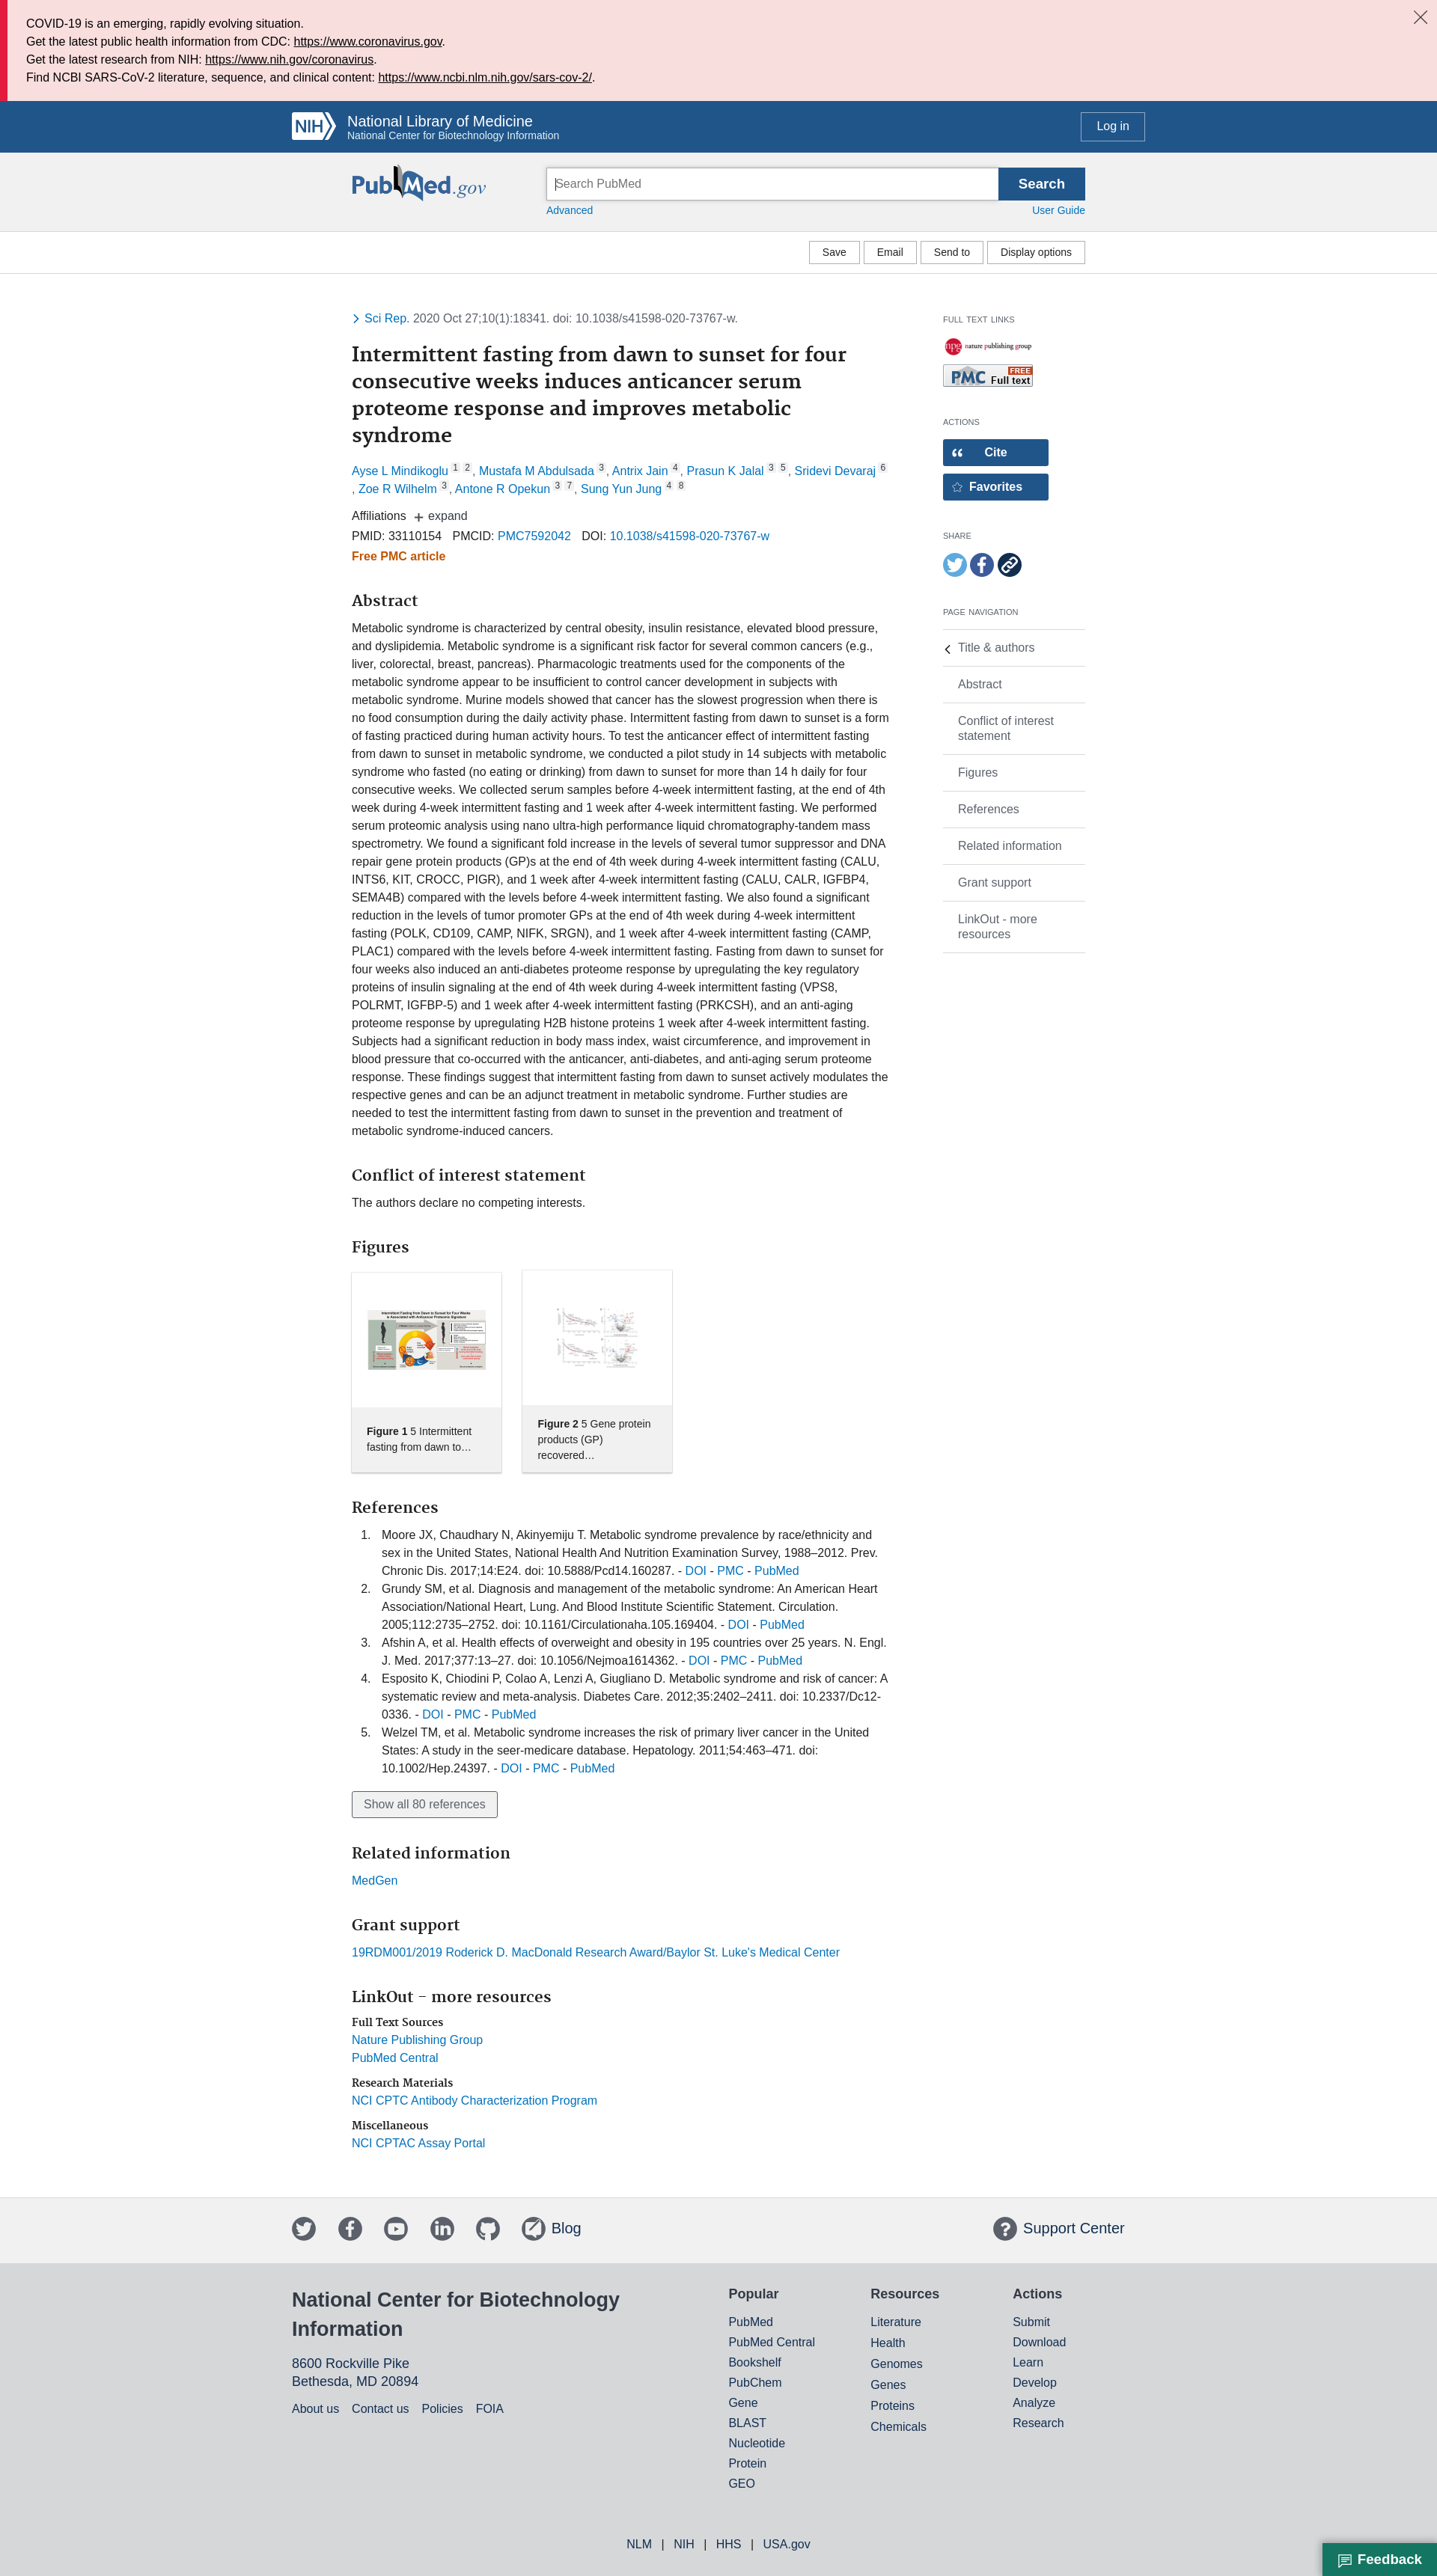 COVID-19 is an emerging, rapidly evolving situation.
Get the latest public health information from CDC: https://www.coronavirus.gov.
Get the latest research from NIH: https://www.nih.gov/coronavirus.
Find NCBI SARS-CoV-2 literature, sequence, and clinical content: https://www.ncbi.nlm.nih.gov/sars-cov-2/.
NIH
National Library of Medicine
National Center for Biotechnology Information
Log in
PubMed.gov
Search PubMed
Search
Advanced
User Guide
Save
Email
Send to
Display options
Sci Rep. 2020 Oct 27;10(1):18341. doi: 10.1038/s41598-020-73767-w.
Intermittent fasting from dawn to sunset for four
consecutive weeks induces anticancer serum
proteome response and improves metabolic
syndrome
Ayse L Mindikoglu 1 2, Mustafa M Abdulsada 3, Antrix Jain 4, Prasun K Jalal 3 5, Sridevi Devaraj 6
, Zoe R Wilhelm 3, Antone R Opekun 3 7, Sung Yun Jung 4 8
Affiliations + expand
PMID: 33110154 PMCID: PMC7592042 DOI: 10.1038/s41598-020-73767-w
Free PMC article
Abstract
Metabolic syndrome is characterized by central obesity, insulin resistance, elevated blood pressure,
and dyslipidemia. Metabolic syndrome is a significant risk factor for several common cancers (e.g.,
liver, colorectal, breast, pancreas). Pharmacologic treatments used for the components of the
metabolic syndrome appear to be insufficient to control cancer development in subjects with
metabolic syndrome. Murine models showed that cancer has the slowest progression when there is
no food consumption during the daily activity phase. Intermittent fasting from dawn to sunset is a form
of fasting practiced during human activity hours. To test the anticancer effect of intermittent fasting
from dawn to sunset in metabolic syndrome, we conducted a pilot study in 14 subjects with metabolic
syndrome who fasted (no eating or drinking) from dawn to sunset for more than 14 h daily for four
consecutive weeks. We collected serum samples before 4-week intermittent fasting, at the end of 4th
week during 4-week intermittent fasting and 1 week after 4-week intermittent fasting. We performed
serum proteomic analysis using nano ultra-high performance liquid chromatography-tandem mass
spectrometry. We found a significant fold increase in the levels of several tumor suppressor and DNA
repair gene protein products (GP)s at the end of 4th week during 4-week intermittent fasting (CALU,
INTS6, KIT, CROCC, PIGR), and 1 week after 4-week intermittent fasting (CALU, CALR, IGFBP4,
SEMA4B) compared with the levels before 4-week intermittent fasting. We also found a significant
reduction in the levels of tumor promoter GPs at the end of 4th week during 4-week intermittent
fasting (POLK, CD109, CAMP, NIFK, SRGN), and 1 week after 4-week intermittent fasting (CAMP,
PLAC1) compared with the levels before 4-week intermittent fasting. Fasting from dawn to sunset for
four weeks also induced an anti-diabetes proteome response by upregulating the key regulatory
proteins of insulin signaling at the end of 4th week during 4-week intermittent fasting (VPS8,
POLRMT, IGFBP-5) and 1 week after 4-week intermittent fasting (PRKCSH), and an anti-aging
proteome response by upregulating H2B histone proteins 1 week after 4-week intermittent fasting.
Subjects had a significant reduction in body mass index, waist circumference, and improvement in
blood pressure that co-occurred with the anticancer, anti-diabetes, and anti-aging serum proteome
response. These findings suggest that intermittent fasting from dawn to sunset actively modulates the
respective genes and can be an adjunct treatment in metabolic syndrome. Further studies are
needed to test the intermittent fasting from dawn to sunset in the prevention and treatment of
metabolic syndrome-induced cancers.
Conflict of interest statement
The authors declare no competing interests.
Figures
Intermittent Fasting from Dawn to Sunset for Four Weeks
is Associated with Anticancer Proteomic Signature
Figure 1 5 Intermittent
fasting from dawn to…
Figure 2 5 Gene protein
products (GP)
recovered…
References
1. Moore JX, Chaudhary N, Akinyemiju T. Metabolic syndrome prevalence by race/ethnicity and
sex in the United States, National Health And Nutrition Examination Survey, 1988–2012. Prev.
Chronic Dis. 2017;14:E24. doi: 10.5888/Pcd14.160287. - DOI - PMC - PubMed
2. Grundy SM, et al. Diagnosis and management of the metabolic syndrome: An American Heart
Association/National Heart, Lung. And Blood Institute Scientific Statement. Circulation.
2005;112:2735–2752. doi: 10.1161/Circulationaha.105.169404. - DOI - PubMed
3. Afshin A, et al. Health effects of overweight and obesity in 195 countries over 25 years. N. Engl.
J. Med. 2017;377:13–27. doi: 10.1056/Nejmoa1614362. - DOI - PMC - PubMed
4. Esposito K, Chiodini P, Colao A, Lenzi A, Giugliano D. Metabolic syndrome and risk of cancer: A
systematic review and meta-analysis. Diabetes Care. 2012;35:2402–2411. doi: 10.2337/Dc12-
0336. - DOI - PMC - PubMed
5. Welzel TM, et al. Metabolic syndrome increases the risk of primary liver cancer in the United
States: A study in the seer-medicare database. Hepatology. 2011;54:463–471. doi:
10.1002/Hep.24397. - DOI - PMC - PubMed
Show all 80 references
Related information
MedGen
Grant support
19RDM001/2019 Roderick D. MacDonald Research Award/Baylor St. Luke's Medical Center
LinkOut - more resources
Full Text Sources
Nature Publishing Group
PubMed Central
Research Materials
NCI CPTC Antibody Characterization Program
Miscellaneous
NCI CPTAC Assay Portal
FULL TEXT LINKS
npg nature publishing group
PMC FREE Full text
ACTIONS
Cite
Favorites
SHARE
PAGE NAVIGATION
Title & authors
Abstract
Conflict of interest
statement
Figures
References
Related information
Grant support
LinkOut - more
resources
Blog
Support Center
National Center for Biotechnology
Information
8600 Rockville Pike
Bethesda, MD 20894
About us Contact us Policies FOIA
Popular
PubMed
PubMed Central
Bookshelf
PubChem
Gene
BLAST
Nucleotide
Protein
GEO
Resources
Literature
Health
Genomes
Genes
Proteins
Chemicals
Actions
Submit
Download
Learn
Develop
Analyze
Research
NLM | NIH | HHS | USA.gov
Feedback